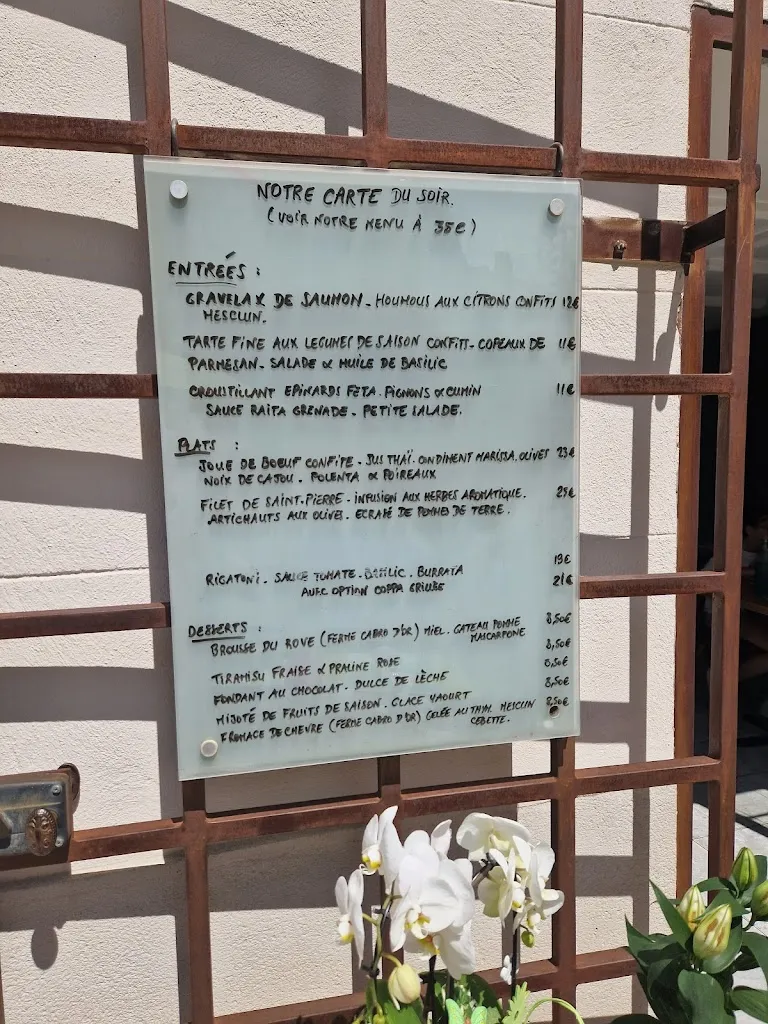 NOTRE CARTE DU SOIR.
(VOIR NOTRE MENU À 35€)
ENTRÉES :
GRAVELAX DE SAUMON - HOUMOUS AUX CITRONS CONFITS 12€
MESCLUN.
TARTE FINE AUX LEGUMES DE SAISON CONFITS - COPEAUX DE 11€
PARMESAN - SALADE & HUILE DE BASILIC
CROUSTILLANT EPINARDS FETA. PIGNONS & CUMIN 11€
SAUCE RAITA GRENADE - PETITE SALADE.
PLATS :
JOUE DE BOEUF CONFITE - JUS THAÏ. CONDIMENT HARISSA. OLIVES 23€
NOIX DE CAJOU - POLENTA & POIREAUX
FILET DE SAINT-PIERRE - INFUSION AUX HERBES AROMATIQUE. 25€
ARTICHAUTS AUX OLIVES. ECRASÉ DE POMMES DE TERRE.
19€
RIGATONI. SAUCE TOMATE. BASILIC. BURRATA
AVEC OPTION COPPA GRILLÉE 21€
DESSERTS :
BROUSSE DU ROVE (FERME CABRO D'OR) MIEL. GATEAU POMME 8,50€
MASCARPONE
TIRAMISU FRAISE & PRALINE ROSE 8,50€
FONDANT AU CHOCOLAT - DULCE DE LÈCHE 8,50€
MIJOTÉ DE FRUITS DE SAISON. GLACE YAOURT 8,50€
FROMAGE DE CHEVRE (FERME CABRO D'OR) GELÉE AU THYM. MESCLUN 8,50€
CEBETTE.